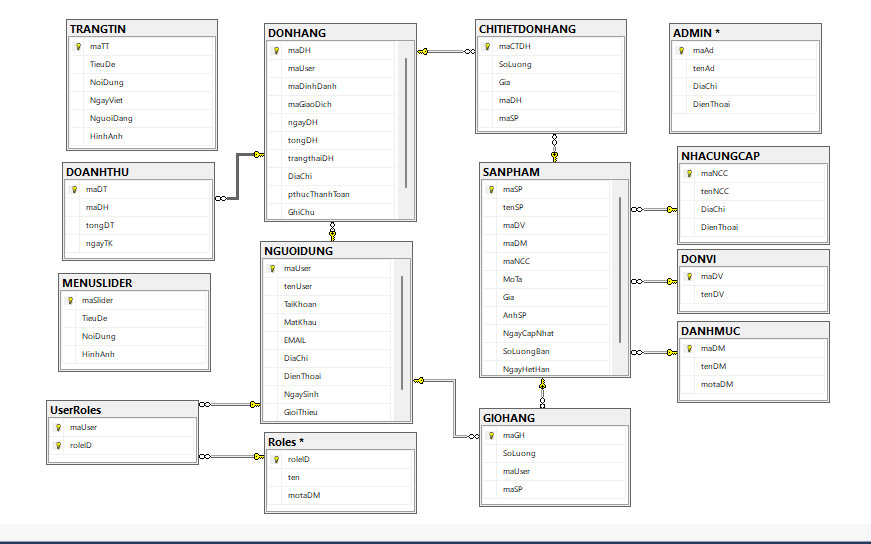 TRANGTIN
maTT
TieuDe
NoiDung
NgayViet
NguoiDang
HinhAnh
DOANHTHU
maDT
maDH
tongDT
ngayTK
MENUSLIDER
maSlider
TieuDe
NoiDung
HinhAnh
UserRoles
maUser
roleID
DONHANG
maDH
maUser
maDinhDanh
maGiaoDich
ngayDH
tongDH
trangthaiDH
DiaChi
pthucThanhToan
GhiChu
NGUOIDUNG
maUser
tenUser
TaiKhoan
MatKhau
EMAIL
DiaChi
DienThoai
NgaySinh
GioiThieu
Roles *
roleID
ten
motaDM
CHITIETDONHANG
maCTDH
SoLuong
Gia
maDH
maSP
SANPHAM
maSP
tenSP
maDV
maDM
maNCC
MoTa
Gia
AnhSP
NgayCapNhat
SoLuongBan
NgayHetHan
GIOHANG
maGH
SoLuong
maUser
maSP
ADMIN *
maAd
tenAd
DiaChi
DienThoai
NHACUNGCAP
maNCC
tenNCC
DiaChi
DienThoai
DONVI
maDV
tenDV
DANHMUC
maDM
tenDM
motaDM